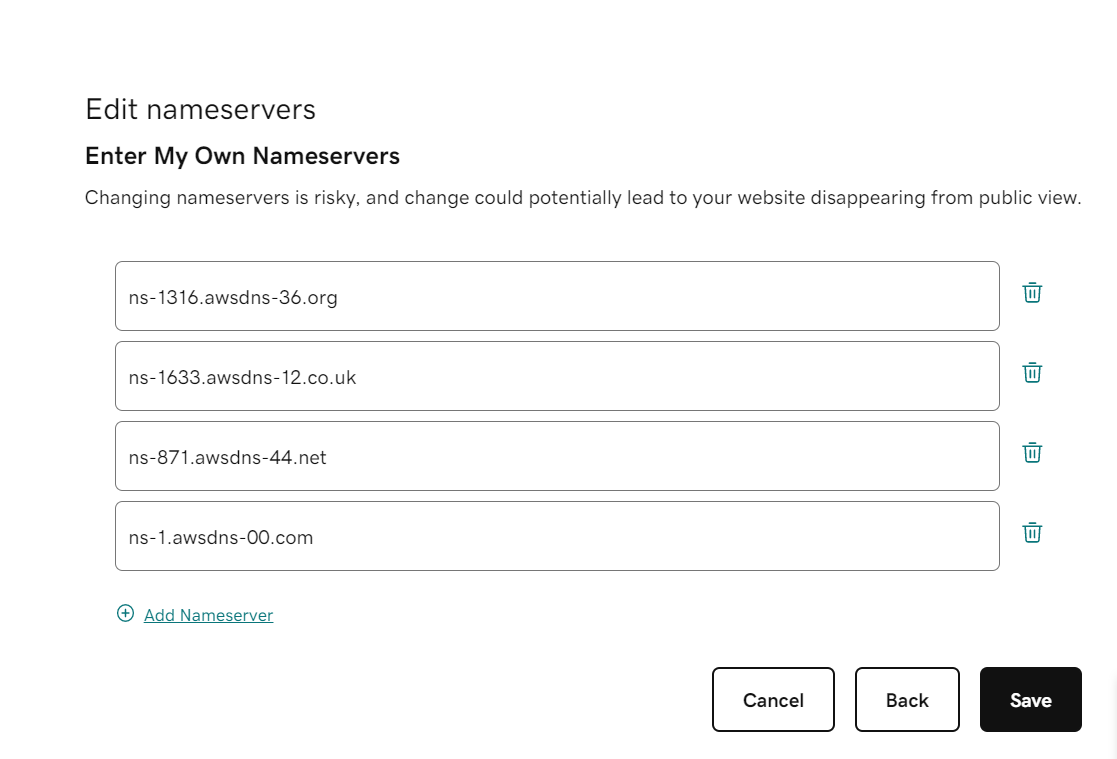 Edit nameservers
Enter My Own Nameservers
Changing nameservers is risky, and change could potentially lead to your website disappearing from public view.
ns-1316.awsdns-36.org
ns-1633.awsdns-12.co.uk
ns-871.awsdns-44.net
ns-1.awsdns-00.com
Add Nameserver
Cancel Back Save